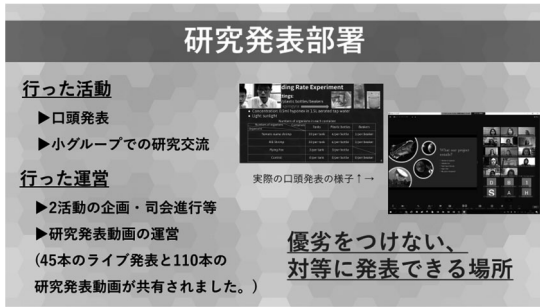 研究発表部署
行った活動
▶口頭発表
▶小グループでの研究交流
行った運営
▶2活動の企画・司会進行等
▶研究発表動画の運営
(45本のライブ発表と110本の
研究発表動画が共有されました。)
ding Rate Experiment
実際の口頭発表の様子↑→
優劣をつけない、
対等に発表できる場所